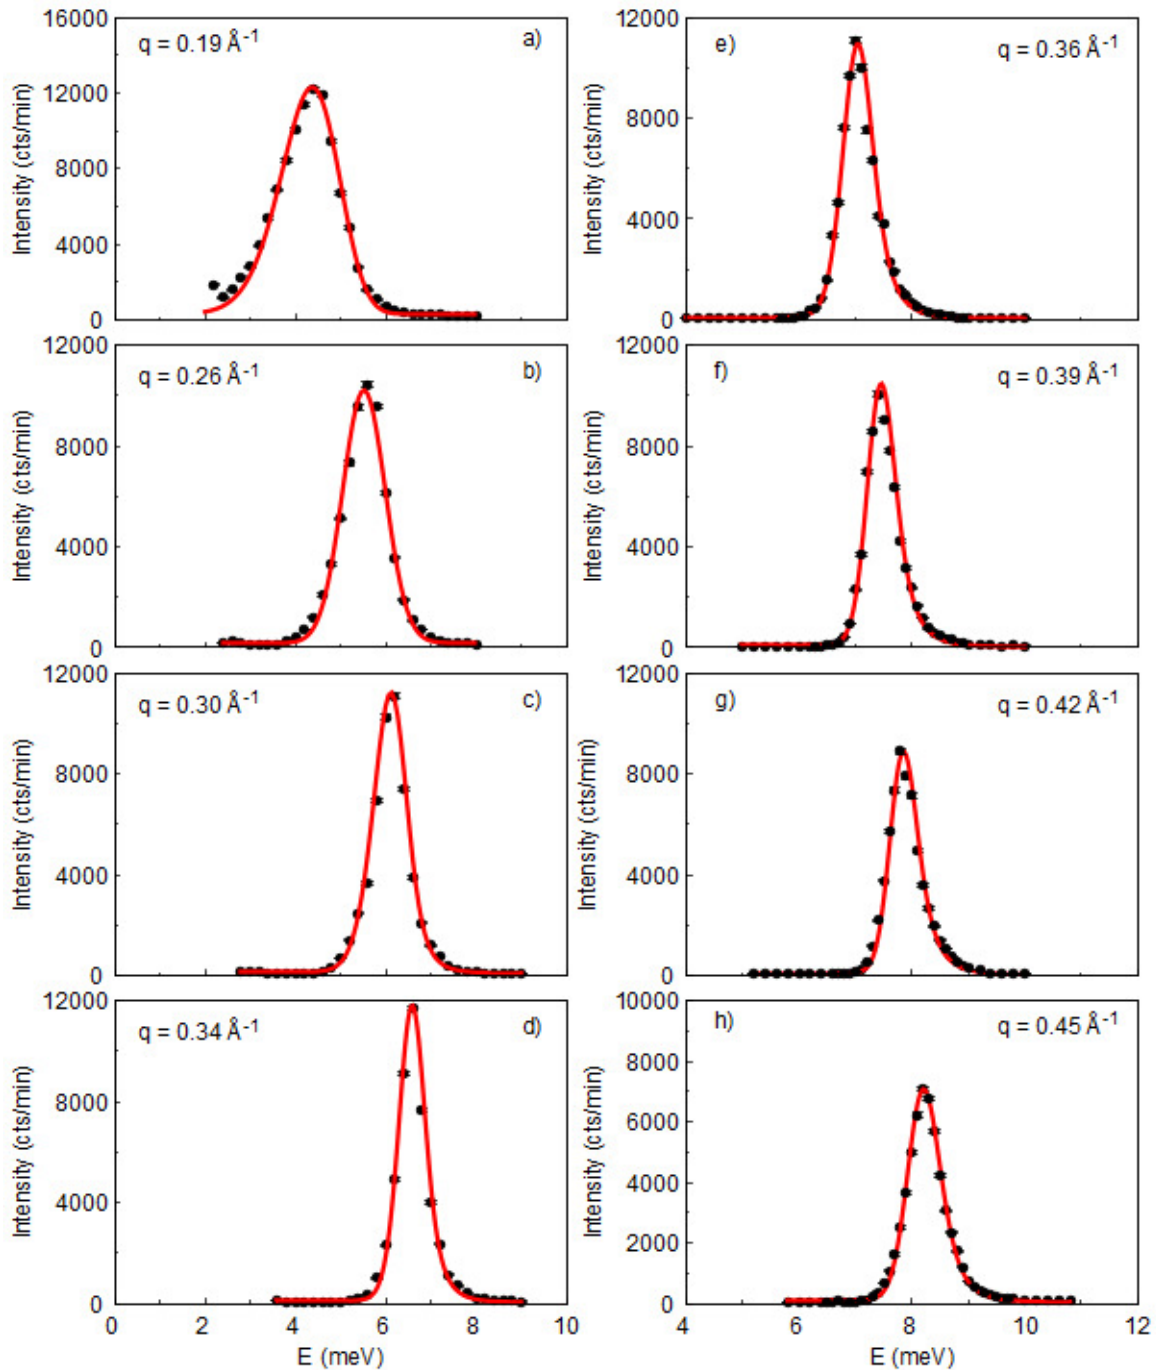 16000
12000
8000
4000
0
Intensity (cts/min)
q = 0.19 Å-1
a)
12000
8000
4000
0
Intensity (cts/min)
e)
q = 0.36 Å-1
12000
8000
4000
0
Intensity (cts/min)
q = 0.26 Å-1
b)
12000
8000
4000
0
Intensity (cts/min)
f)
q = 0.39 Å-1
12000
8000
4000
0
Intensity (cts/min)
q = 0.30 Å-1
c)
12000
8000
4000
0
Intensity (cts/min)
g)
q = 0.42 Å-1
12000
8000
4000
0
Intensity (cts/min)
q = 0.34 Å-1
d)
0 2 4 6 8 10
E (meV)
10000
8000
6000
4000
2000
0
Intensity (cts/min)
h)
q = 0.45 Å-1
4 6 8 10 12
E (meV)